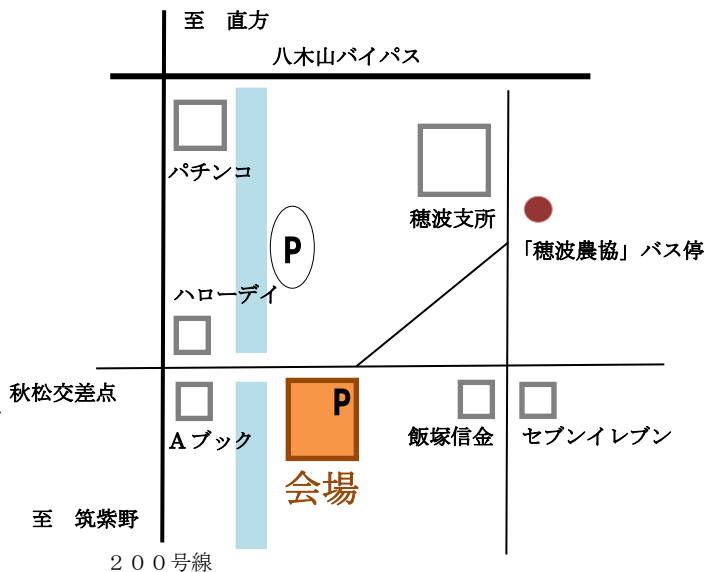 至　直方
八木山バイパス
パチンコ
穂波支所
「穂波農協」バス停
P
ハローデイ
秋松交差点
P
Ａブック
飯塚信金
セブンイレブン
会場
至　筑紫野
２００号線